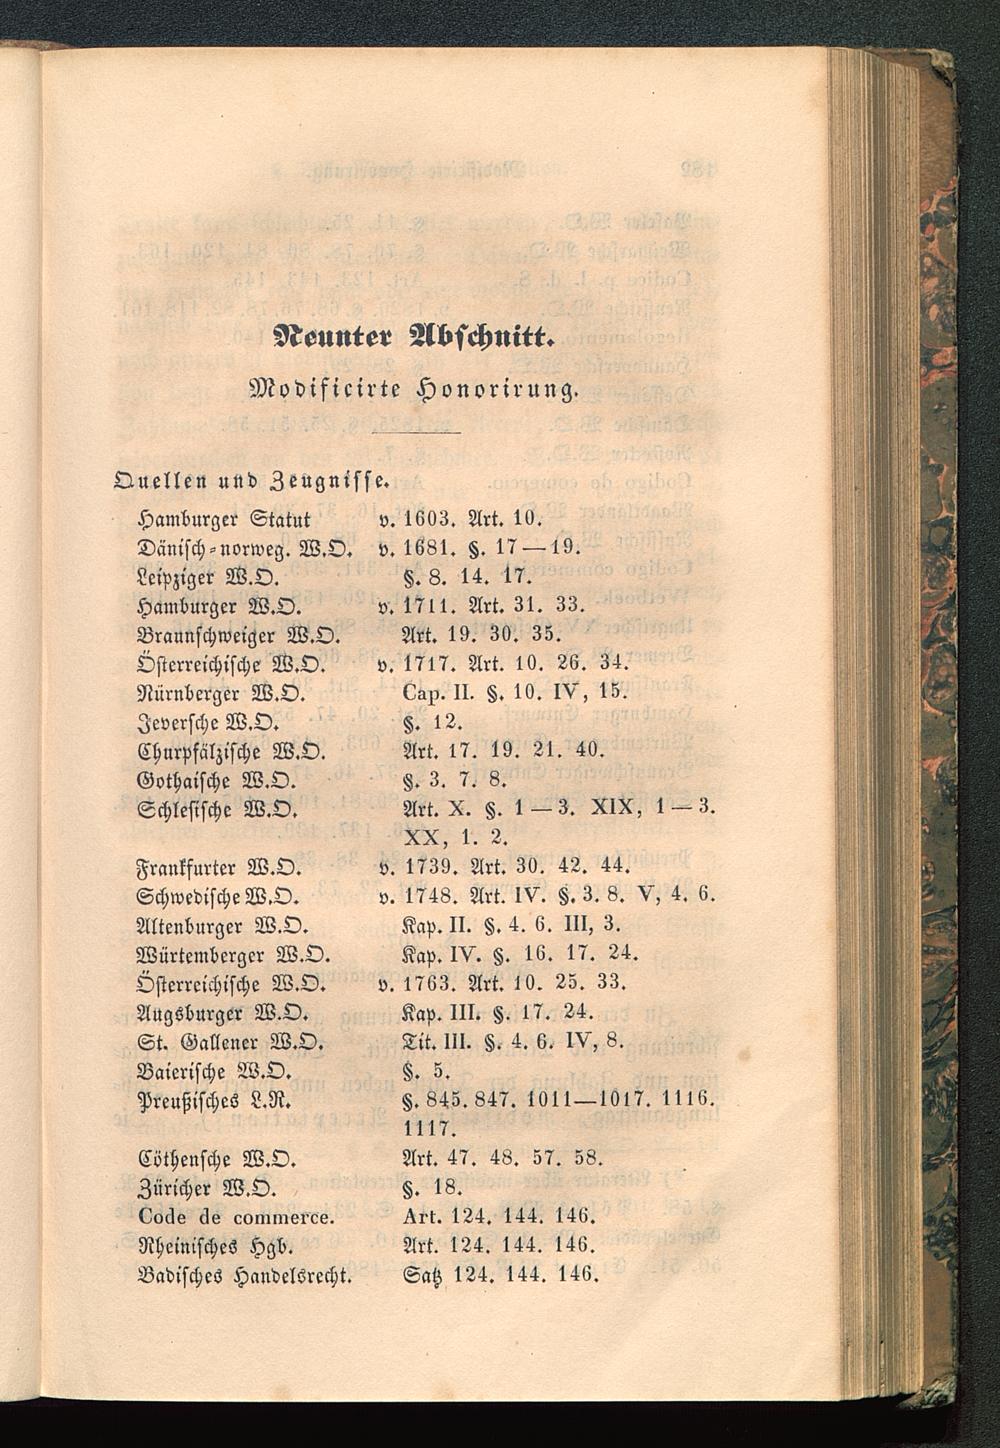 Neunter Abschnitt.
Modificirte Honorirung.
Quellen und Zeugnisse.
Hamburger Statut v. 1603. Art. 10.
Dänisch-norweg. W.O. v. 1681. §. 17—19.
Leipziger W.O. §. 8. 14. 17.
Hamburger W.O. v. 1711. Art. 31. 33.
Braunschweiger W.O. Art. 19. 30. 35.
Österreichische W.O. v. 1717. Art. 10. 26. 34.
Nürnberger W.O. Cap. II. §. 10. IV, 15.
Jeversche W.O. §. 12.
Churpfälzische W.O. Art. 17. 19. 21. 40.
Gothaische W.O. §. 3. 7. 8.
Schlesische W.O. Art. X. §. 1—3. XIX, 1—3.
XX, 1. 2.
Frankfurter W.O. v. 1739. Art. 30. 42. 44.
Schwedische W.O. v. 1748. Art. IV. §. 3. 8. V, 4. 6.
Altenburger W.O. Kap. II. §. 4. 6. III, 3.
Würtemberger W.O. Kap. IV. §. 16. 17. 24.
Österreichische W.O. v. 1763. Art. 10. 25. 33.
Augsburger W.O. Kap. III. §. 17. 24.
St. Gallener W.O. Tit. III. §. 4. 6. IV, 8.
Baierische W.O. §. 5.
Preußisches L.R. §. 845. 847. 1011—1017. 1116.
1117.
Cöthensche W.O. Art. 47. 48. 57. 58.
Züricher W.O. §. 18.
Code de commerce. Art. 124. 144. 146.
Rheinisches Hgb. Art. 124. 144. 146.
Badisches Handelsrecht. Satz 124. 144. 146.